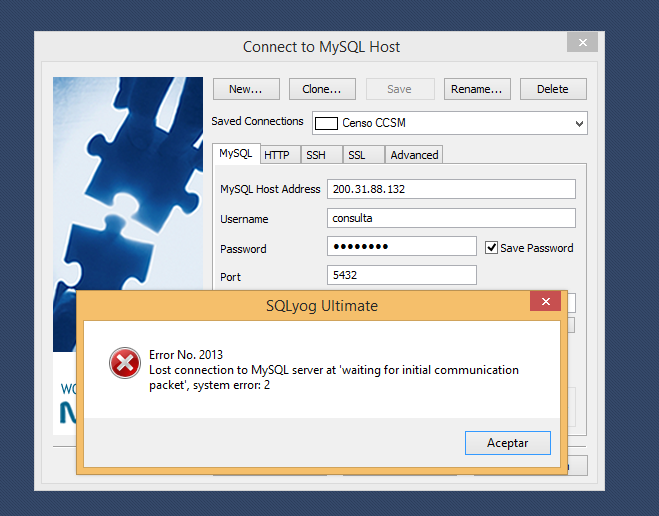 Connect to MySQL Host
New...
Clone...
Save
Rename...
Delete
Saved Connections
Censo CCSM
MySQL
HTTP
SSH
SSL
Advanced
MySQL Host Address
200.31.88.132
Username
consulta
Password
●●●●●●●●
Save Password
Port
5432
SQLyog Ultimate
Error No. 2013
Lost connection to MySQL server at 'waiting for initial communication
packet', system error: 2
Aceptar